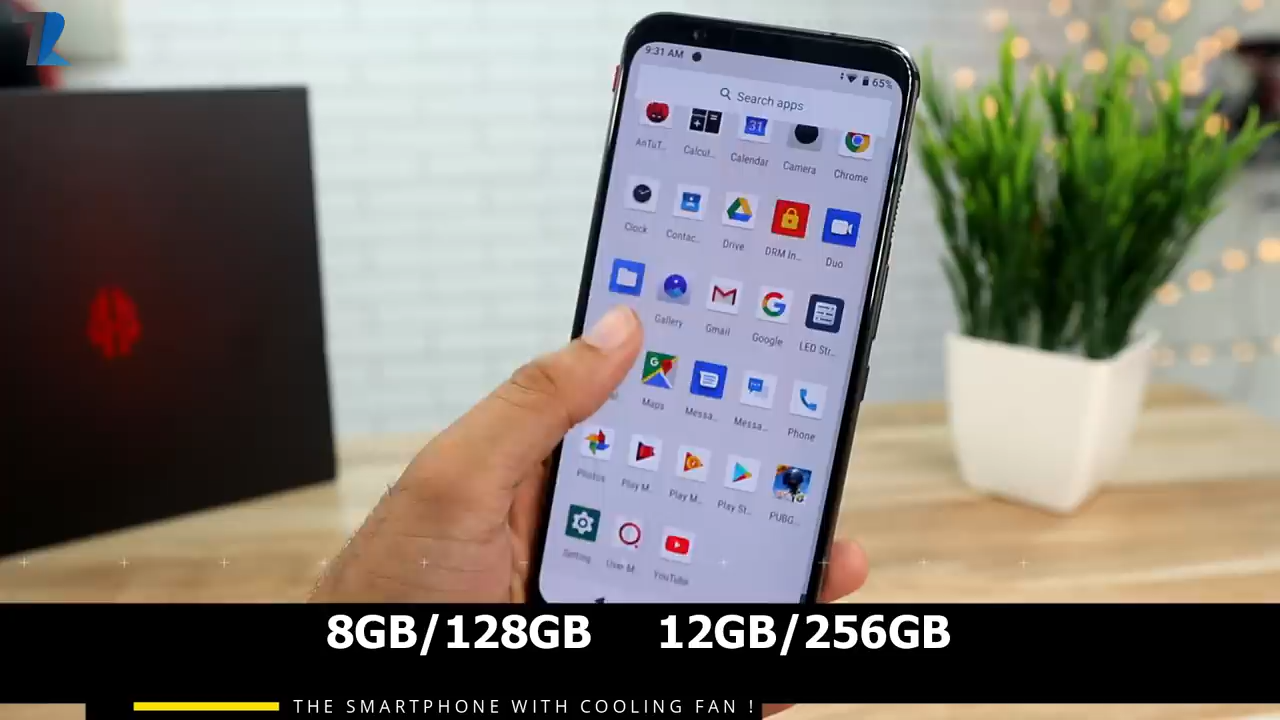 9:31 AM 65%
Search apps
AnTuT... Calcul... Calendar Camera Chrome
31
Clock Contac... Drive DRM In... Duo
Gallery Gmail Google LED Str...
Maps Messa... Messa... Phone
Photos Play M... Play M... Play St... PUBG...
Setting User M YouTube
8GB/128GB 12GB/256GB
THE SMARTPHONE WITH COOLING FAN !